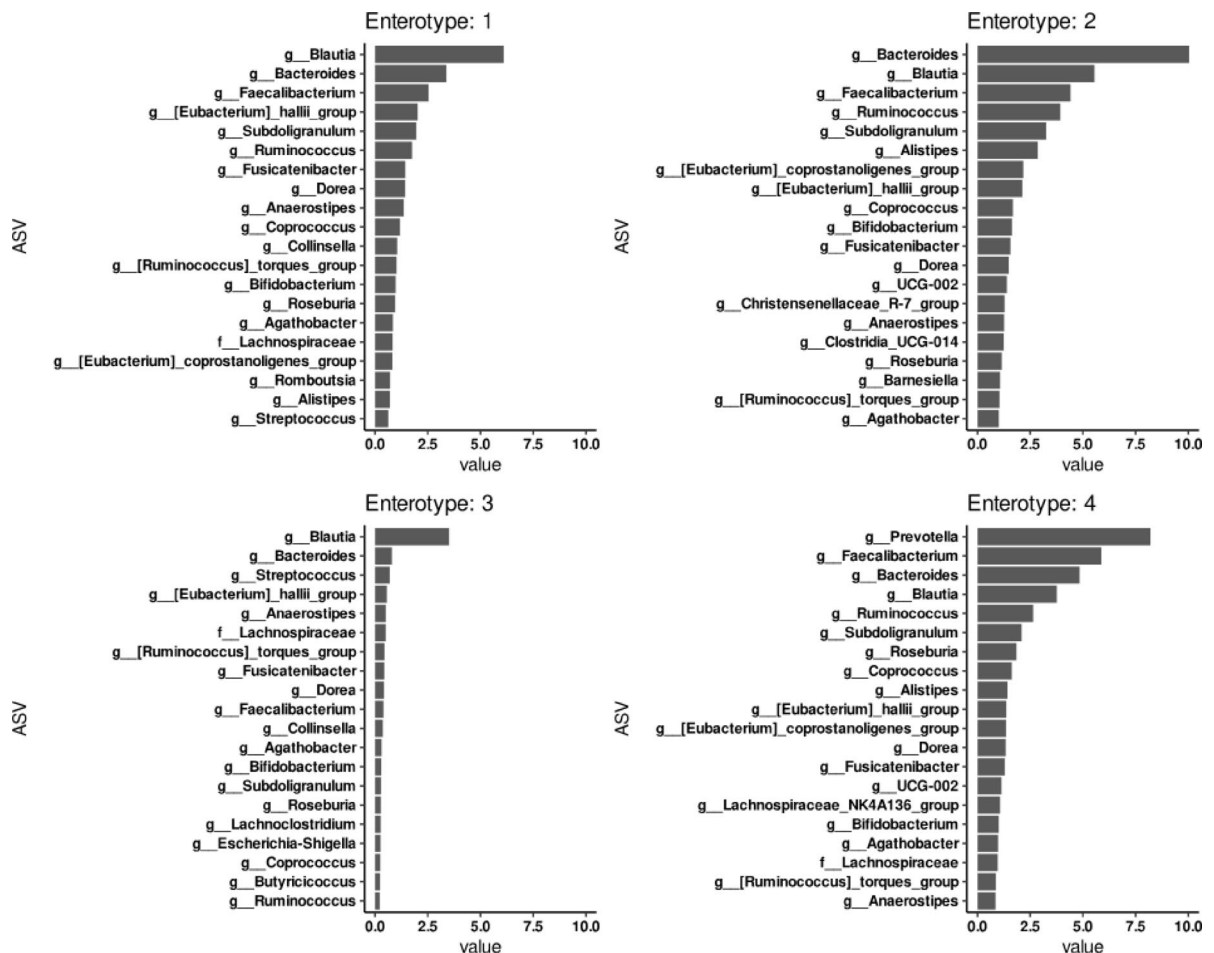 Enterotype: 1
g__Blautia
g__Bacteroides
g__Faecalibacterium
g__[Eubacterium]_hallii_group
g__Subdoligranulum
g__Ruminococcus
g__Fusicatenibacter
g__Dorea
g__Anaerostipes
g__Coprococcus
g__Collinsella
g__[Ruminococcus]_torques_group
g__Bifidobacterium
g__Roseburia
g__Agathobacter
f__Lachnospiraceae
g__[Eubacterium]_coprostanoligenes_group
g__Romboutsia
g__Alistipes
g__Streptococcus
ASV
0.0 2.5 5.0 7.5 10.0
value
Enterotype: 2
g__Bacteroides
g__Blautia
g__Faecalibacterium
g__Ruminococcus
g__Subdoligranulum
g__Alistipes
g__[Eubacterium]_coprostanoligenes_group
g__[Eubacterium]_hallii_group
g__Coprococcus
g__Bifidobacterium
g__Fusicatenibacter
g__Dorea
g__UCG-002
g__Christensenellaceae_R-7_group
g__Anaerostipes
g__Clostridia_UCG-014
g__Roseburia
g__Barnesiella
g__[Ruminococcus]_torques_group
g__Agathobacter
ASV
0.0 2.5 5.0 7.5 10.0
value
Enterotype: 3
g__Blautia
g__Bacteroides
g__Streptococcus
g__[Eubacterium]_hallii_group
g__Anaerostipes
f__Lachnospiraceae
g__[Ruminococcus]_torques_group
g__Fusicatenibacter
g__Dorea
g__Faecalibacterium
g__Collinsella
g__Agathobacter
g__Bifidobacterium
g__Subdoligranulum
g__Roseburia
g__Lachnoclostridium
g__Escherichia-Shigella
g__Coprococcus
g__Butyricicoccus
g__Ruminococcus
ASV
0.0 2.5 5.0 7.5 10.0
value
Enterotype: 4
g__Prevotella
g__Faecalibacterium
g__Bacteroides
g__Blautia
g__Ruminococcus
g__Subdoligranulum
g__Roseburia
g__Coprococcus
g__Alistipes
g__[Eubacterium]_hallii_group
g__[Eubacterium]_coprostanoligenes_group
g__Dorea
g__Fusicatenibacter
g__UCG-002
g__Lachnospiraceae_NK4A136_group
g__Bifidobacterium
g__Agathobacter
f__Lachnospiraceae
g__[Ruminococcus]_torques_group
g__Anaerostipes
ASV
0.0 2.5 5.0 7.5 10.0
value